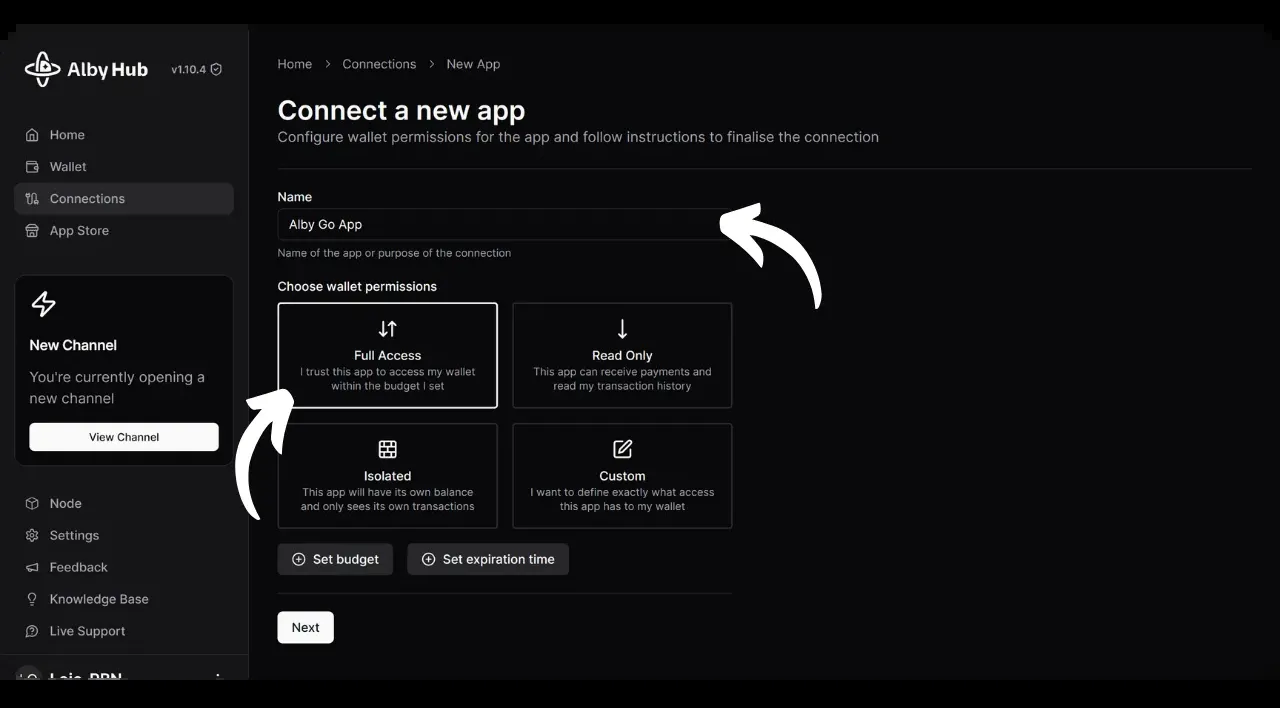 Alby Hub v1.10.4
Home
Wallet
Connections
App Store
New Channel
You're currently opening a
new channel
View Channel
Node
Settings
Feedback
Knowledge Base
Live Support
Home > Connections > New App
Connect a new app
Configure wallet permissions for the app and follow instructions to finalise the connection
Name
Alby Go App
Name of the app or purpose of the connection
Choose wallet permissions
Full Access
I trust this app to access my wallet
within the budget I set
Read Only
This app can receive payments and
read my transaction history
Isolated
This app will have its own balance
and only sees its own transactions
Custom
I want to define exactly what access
this app has to my wallet
Set budget
Set expiration time
Next